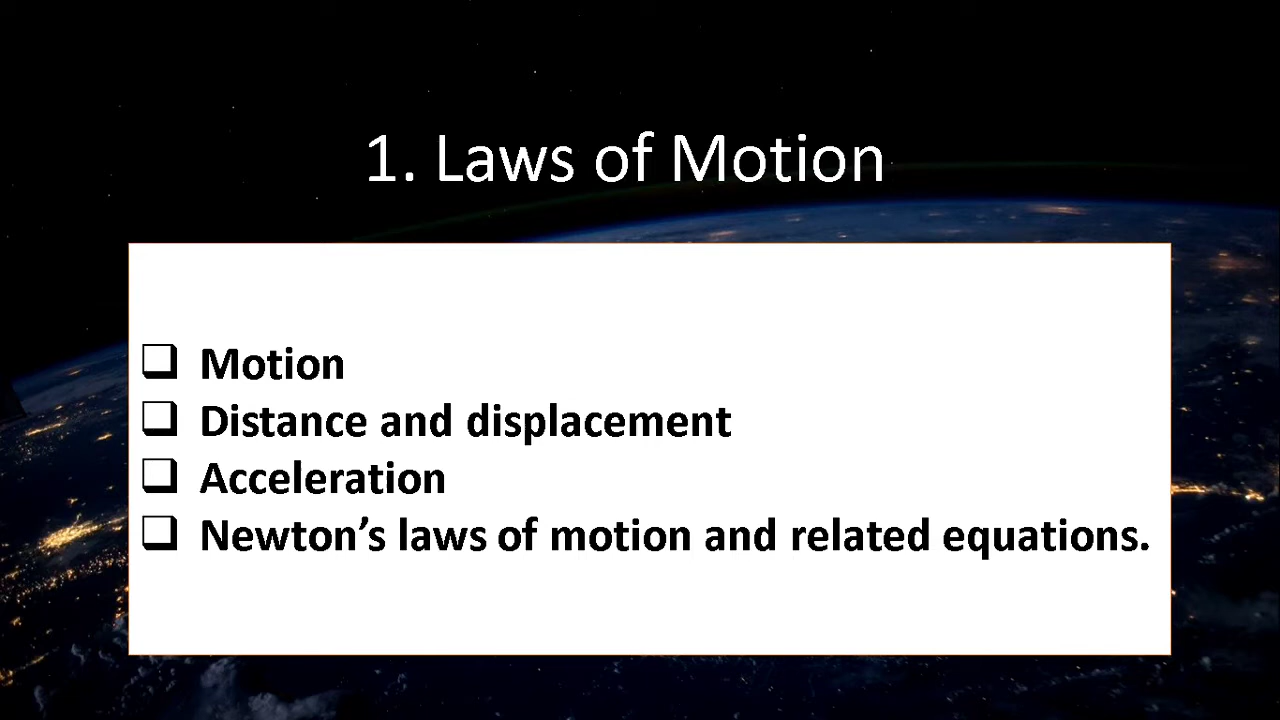 1. Laws of Motion
❑ Motion
❑ Distance and displacement
❑ Acceleration
❑ Newton’s laws of motion and related equations.